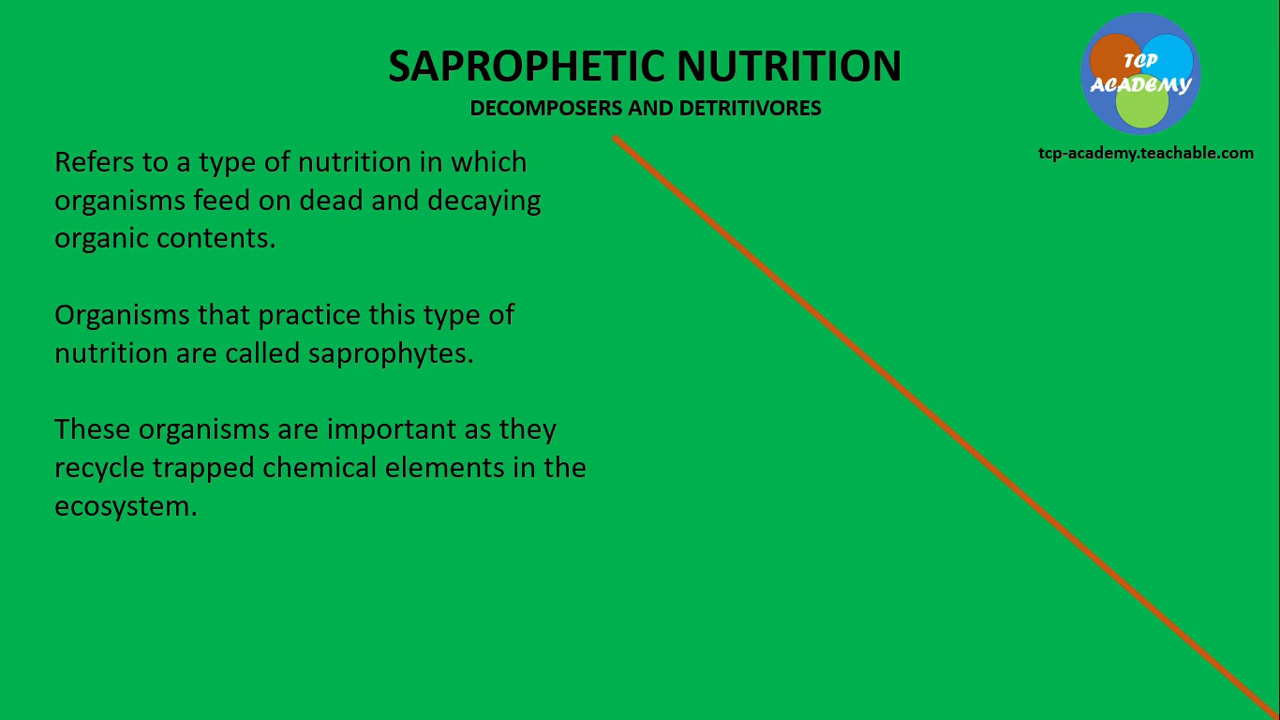 SAPROPHETIC NUTRITION
DECOMPOSERS AND DETRITIVORES
TCP
ACADEMY
tcp-academy.teachable.com
Refers to a type of nutrition in which
organisms feed on dead and decaying
organic contents.
Organisms that practice this type of
nutrition are called saprophytes.
These organisms are important as they
recycle trapped chemical elements in the
ecosystem.